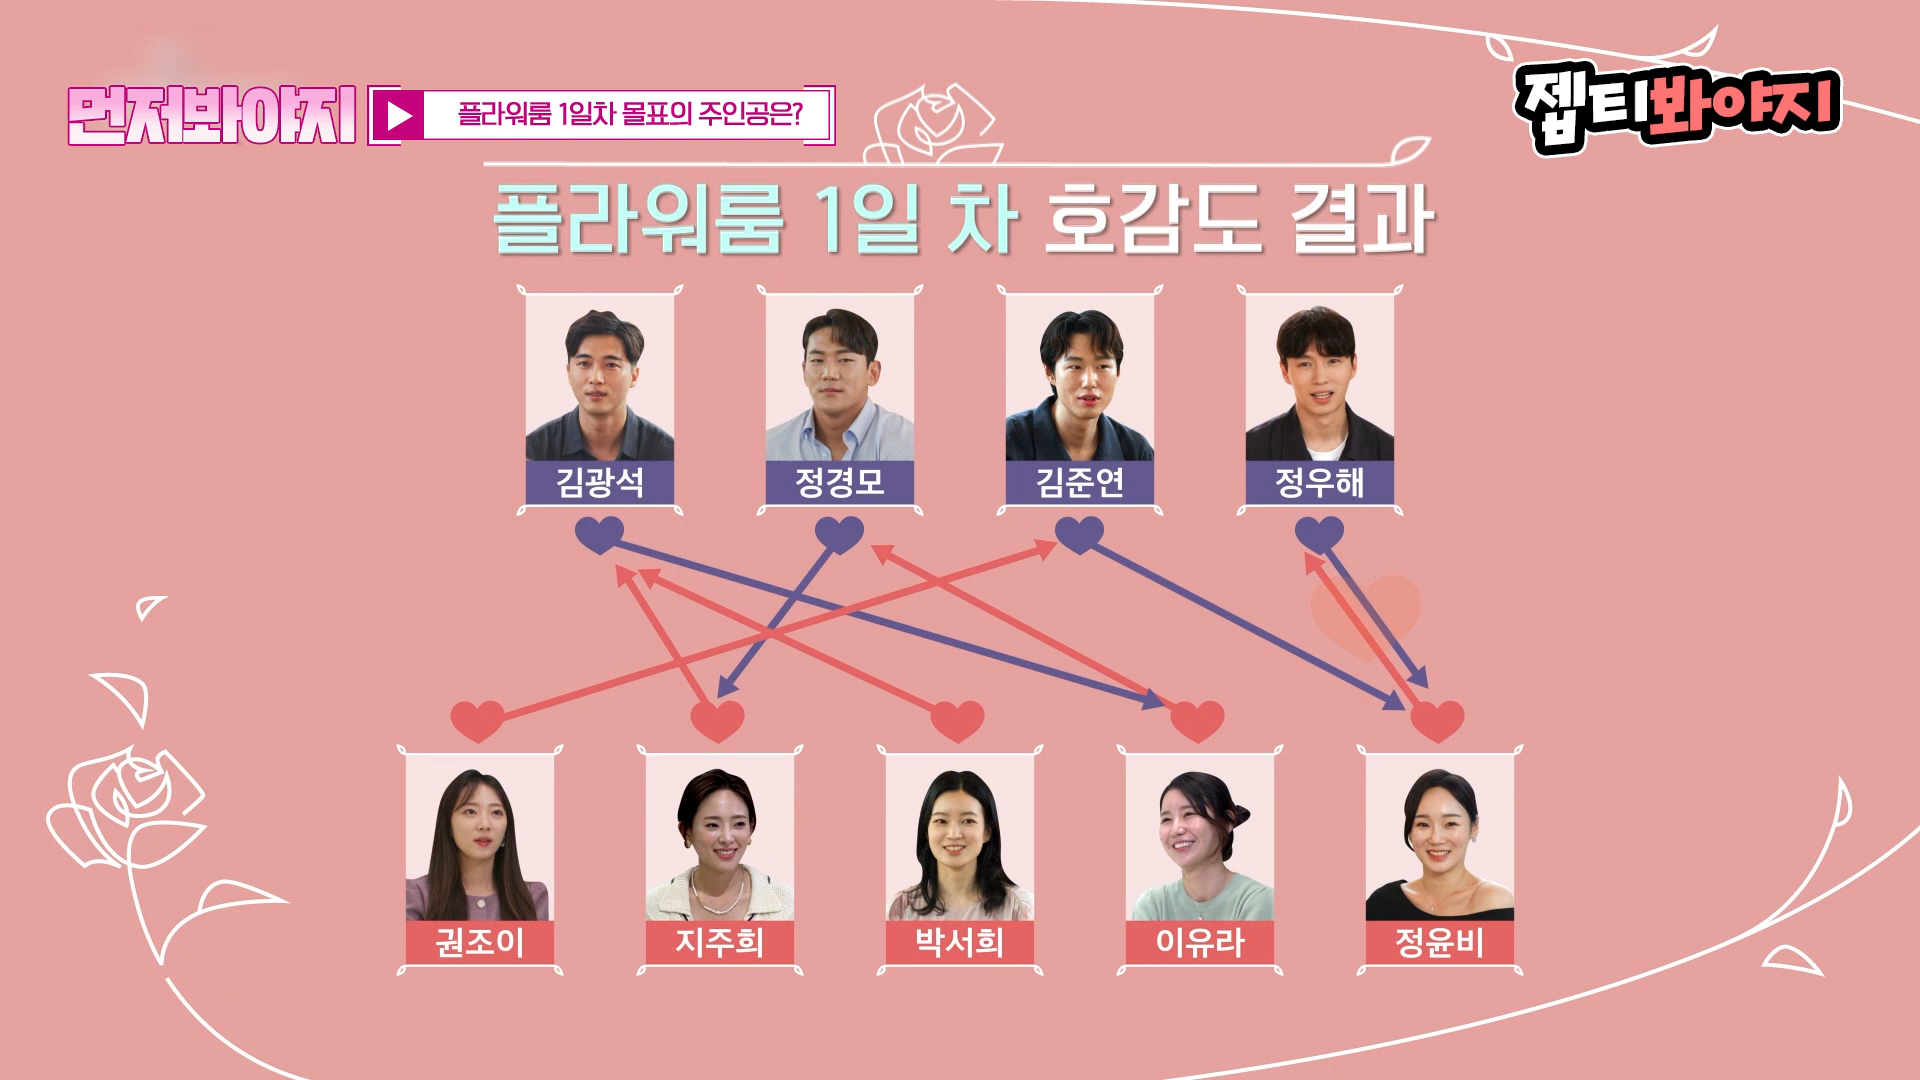 먼저봐야지
플라워룸 1일차 몰표의 주인공은?
젭티봐야지
플라워룸 1일 차 호감도 결과
김광석
정경모
김준연
정우해
권조이
지주희
박서희
이유라
정윤비